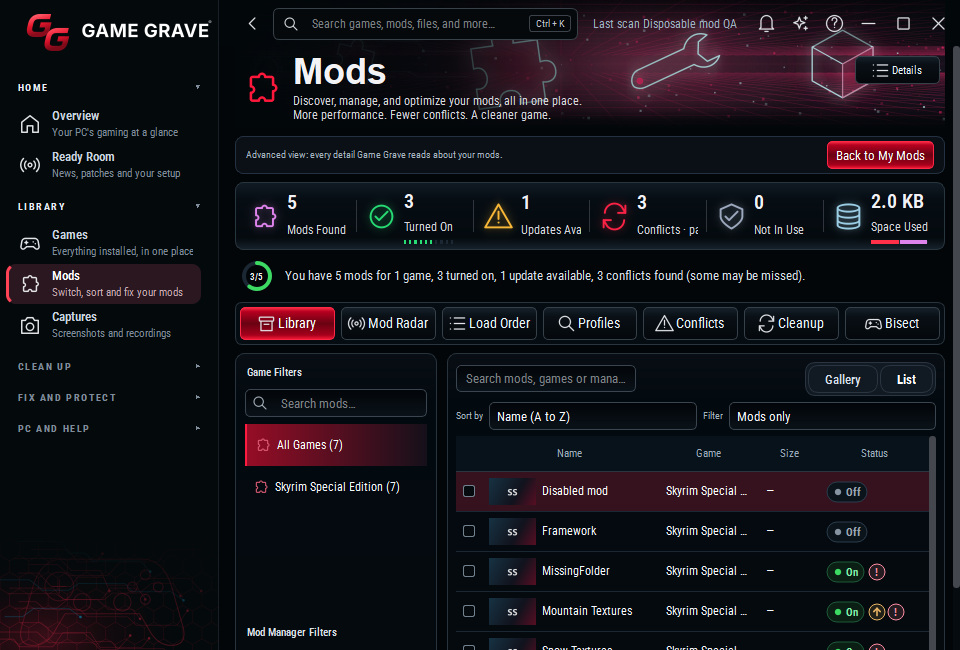 GG GAME GRAVE
Search games, mods, files, and more...
Ctrl + K
Last scan Disposable mod QA
HOME
Overview
Your PC's gaming at a glance
Ready Room
News, patches and your setup
LIBRARY
Games
Everything installed, in one place
Mods
Switch, sort and fix your mods
Captures
Screenshots and recordings
CLEAN UP
FIX AND PROTECT
PC AND HELP
Mods
Discover, manage, and optimize your mods, all in one place.
More performance. Fewer conflicts. A cleaner game.
Details
Advanced view: every detail Game Grave reads about your mods.
Back to My Mods
5
Mods Found
3
Turned On
1
Updates Ava
3
Conflicts · pa
0
Not In Use
2.0 KB
Space Used
3/5
You have 5 mods for 1 game, 3 turned on, 1 update available, 3 conflicts found (some may be missed).
Library
Mod Radar
Load Order
Profiles
Conflicts
Cleanup
Bisect
Game Filters
Search mods...
All Games (7)
Skyrim Special Edition (7)
Mod Manager Filters
Search mods, games or mana...
Gallery
List
Sort by
Name (A to Z)
Filter
Mods only
Name Game Size Status
SS Disabled mod Skyrim Special ... — Off
SS Framework Skyrim Special ... — Off
SS MissingFolder Skyrim Special ... — On !
SS Mountain Textures Skyrim Special ... — On !